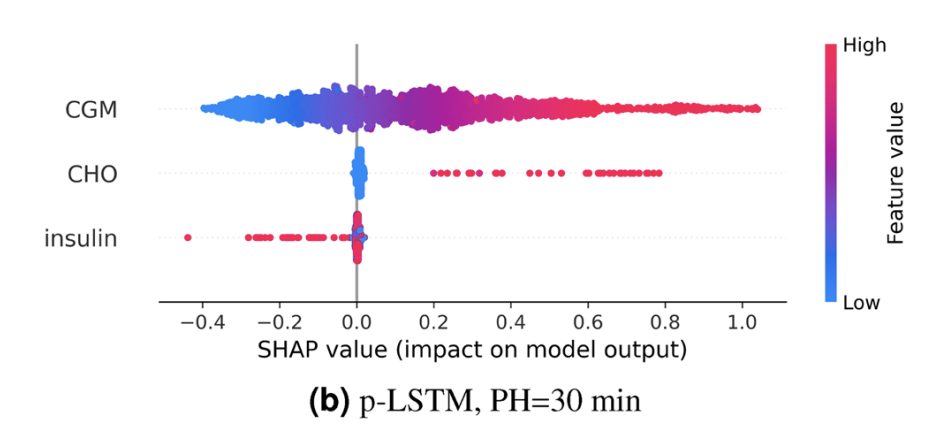 High
CGM
CHO
insulin
Feature value
Low
−0.4 −0.2 0.0 0.2 0.4 0.6 0.8 1.0
SHAP value (impact on model output)
(b) p-LSTM, PH=30 min